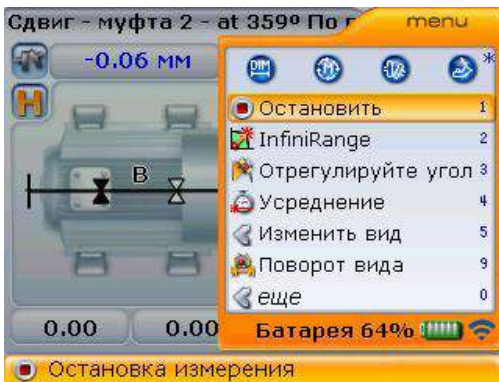 Сдвиг - муфта 2 - at 359º По г
menu
-0.06 мм
DIM
*
H
Остановить 1
InfiniRange 2
Отрегулируйте угол 3
B
Усреднение 4
Изменить вид 5
Поворот вида 9
еще 0
0.00 0.00
Батарея 64%
Остановка измерения